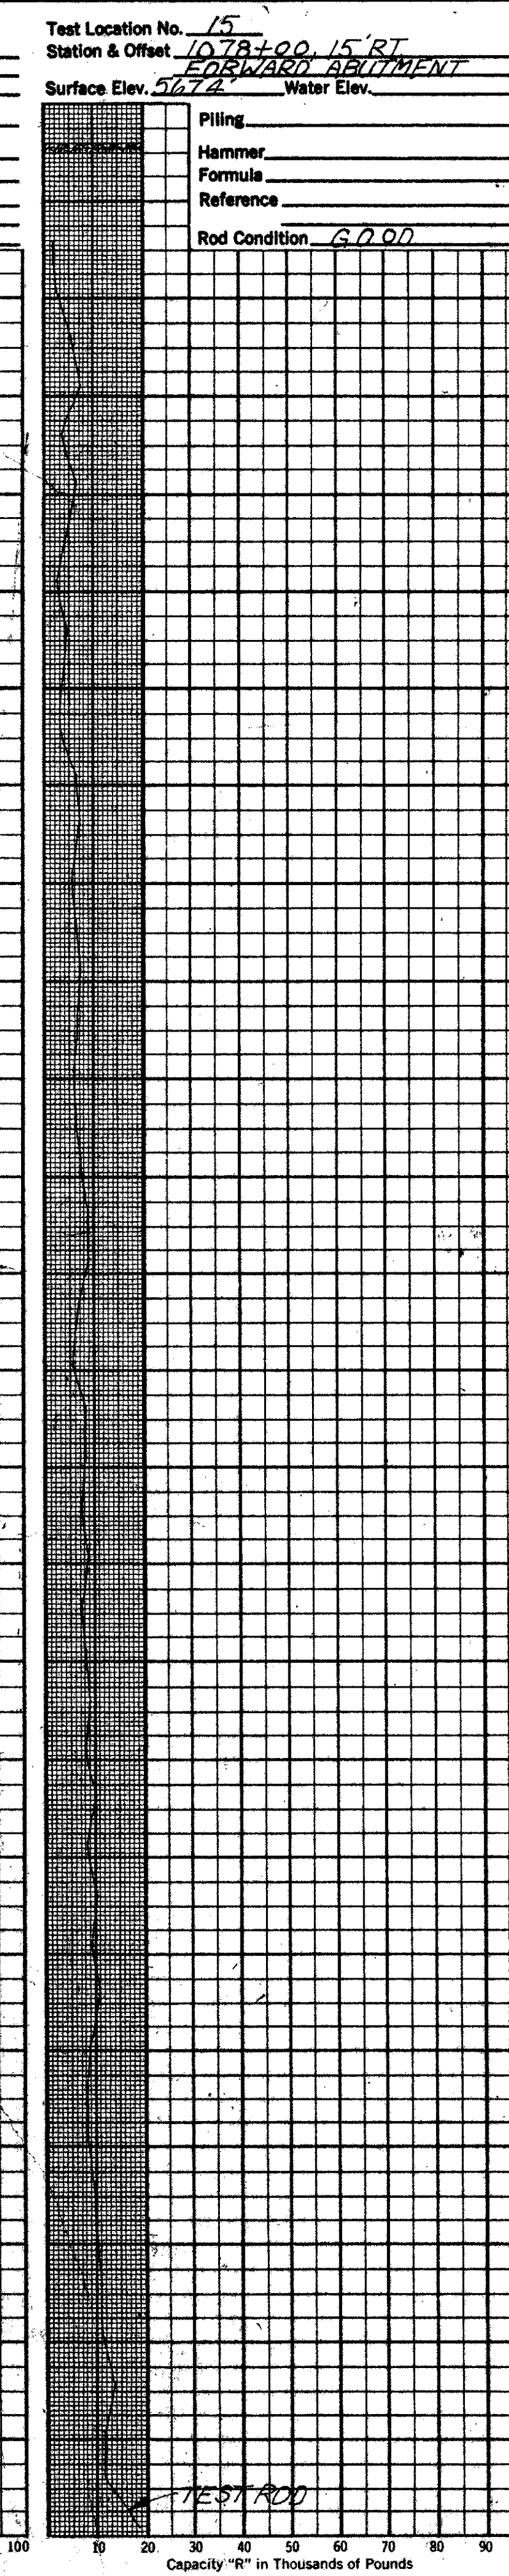 Test Location No. 15
Station & Offset 1078+00, 15' RT
FORWARD ABUTMENT
Surface Elev. 5674' Water Elev.
Piling
Hammer
Formula
Reference
Rod Condition GOOD
TEST ROD
100 10 20 30 40 50 60 70 80 90
Capacity "R" in Thousands of Pounds